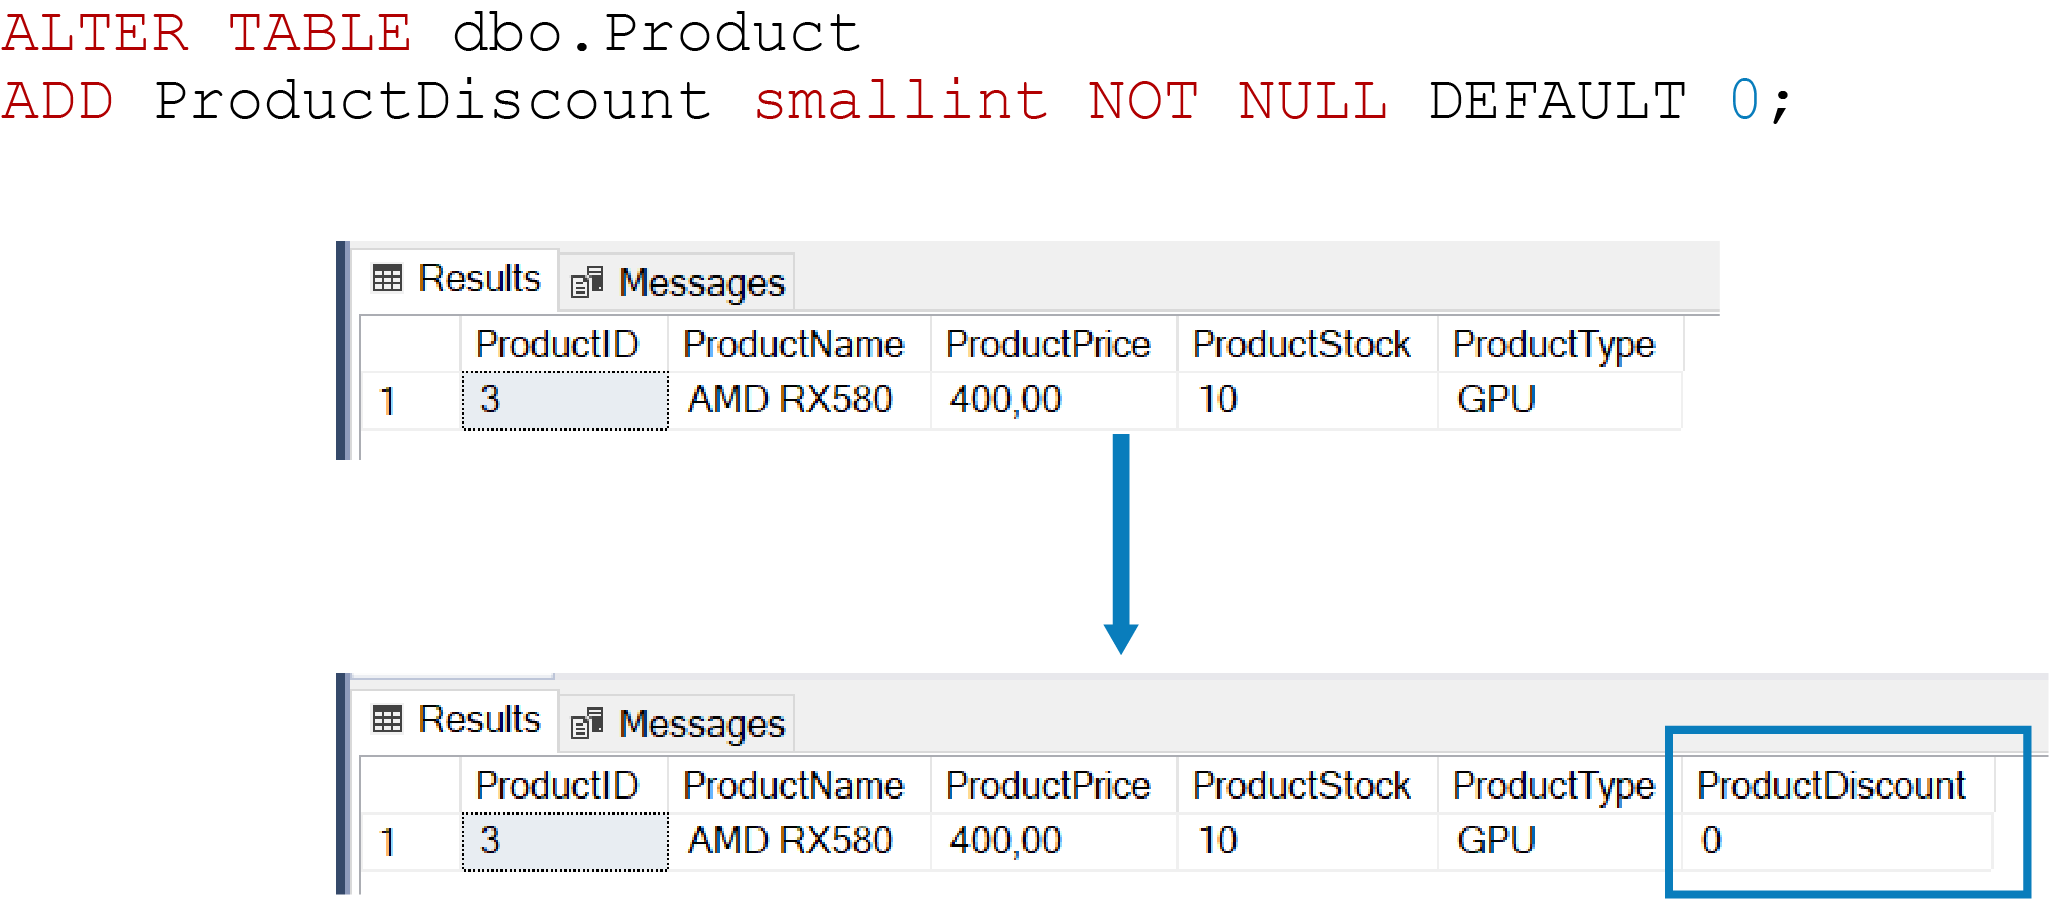 ALTER TABLE dbo.Product
ADD ProductDiscount smallint NOT NULL DEFAULT 0;
Results Messages
ProductID ProductName ProductPrice ProductStock ProductType
1 3 AMD RX580 400,00 10 GPU
Results Messages
ProductID ProductName ProductPrice ProductStock ProductType ProductDiscount
1 3 AMD RX580 400,00 10 GPU 0